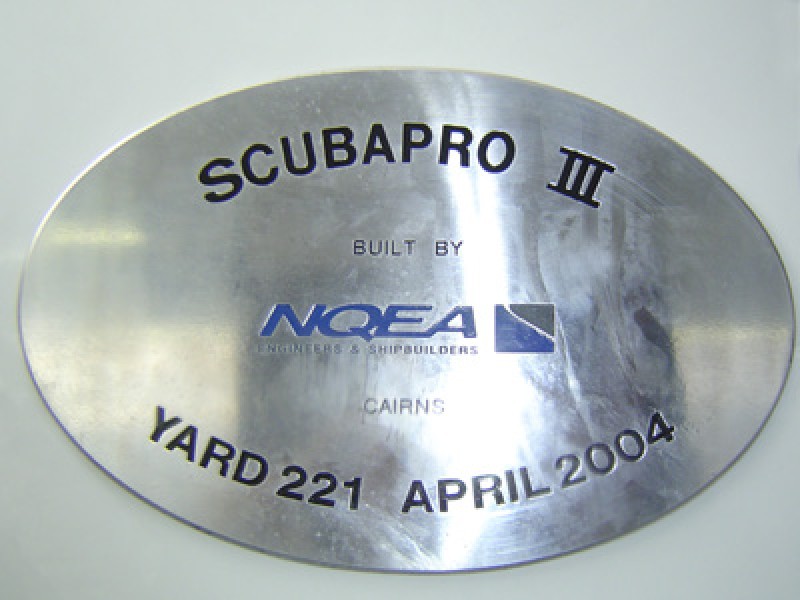 SCUBAPRO III
BUILT BY
NQEA
ENGINEERS & SHIPBUILDERS
CAIRNS
YARD 221 APRIL 2004